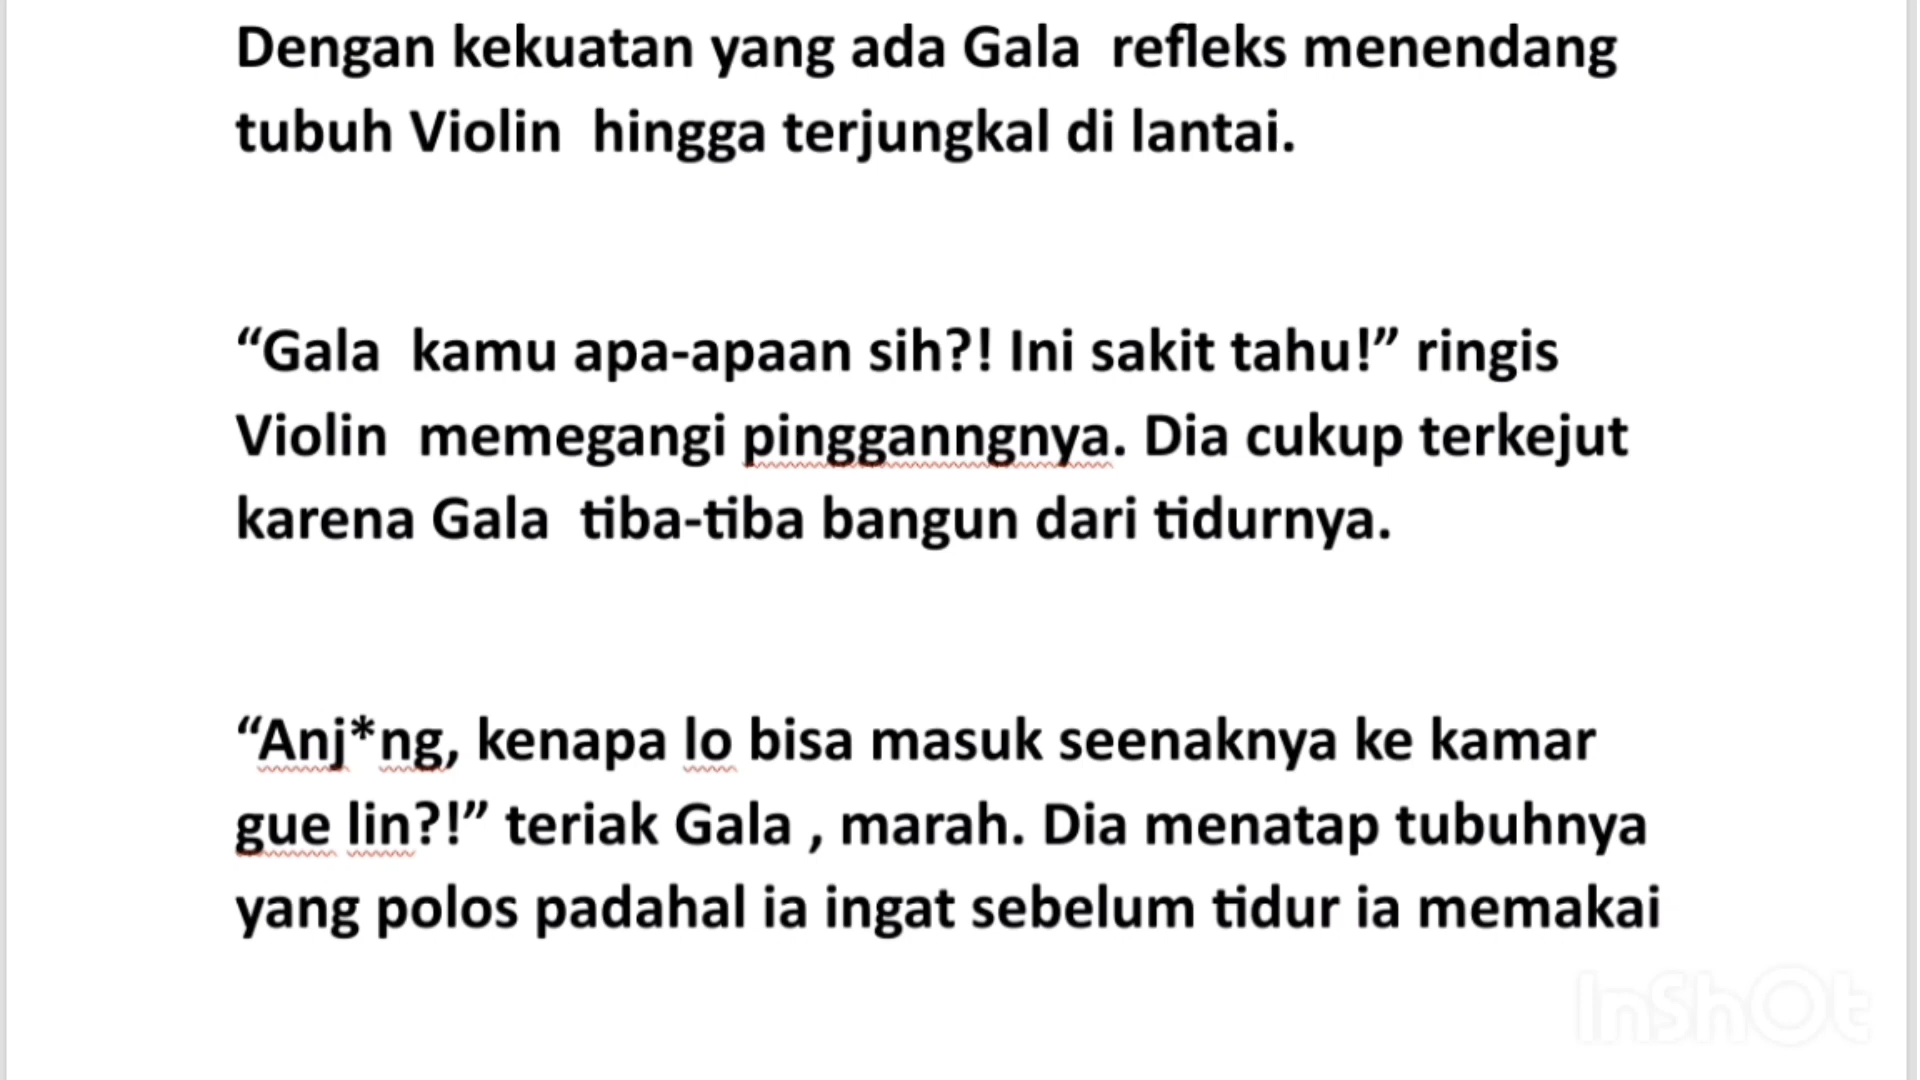 Dengan kekuatan yang ada Gala  refleks menendang
tubuh Violin  hingga terjungkal di lantai.
“Gala  kamu apa-apaan sih?! Ini sakit tahu!” ringis
Violin  memegangi pingganngnya. Dia cukup terkejut
karena Gala  tiba-tiba bangun dari tidurnya.
“Anj*ng, kenapa lo bisa masuk seenaknya ke kamar
gue lin?!” teriak Gala , marah. Dia menatap tubuhnya
yang polos padahal ia ingat sebelum tidur ia memakai
InShOt